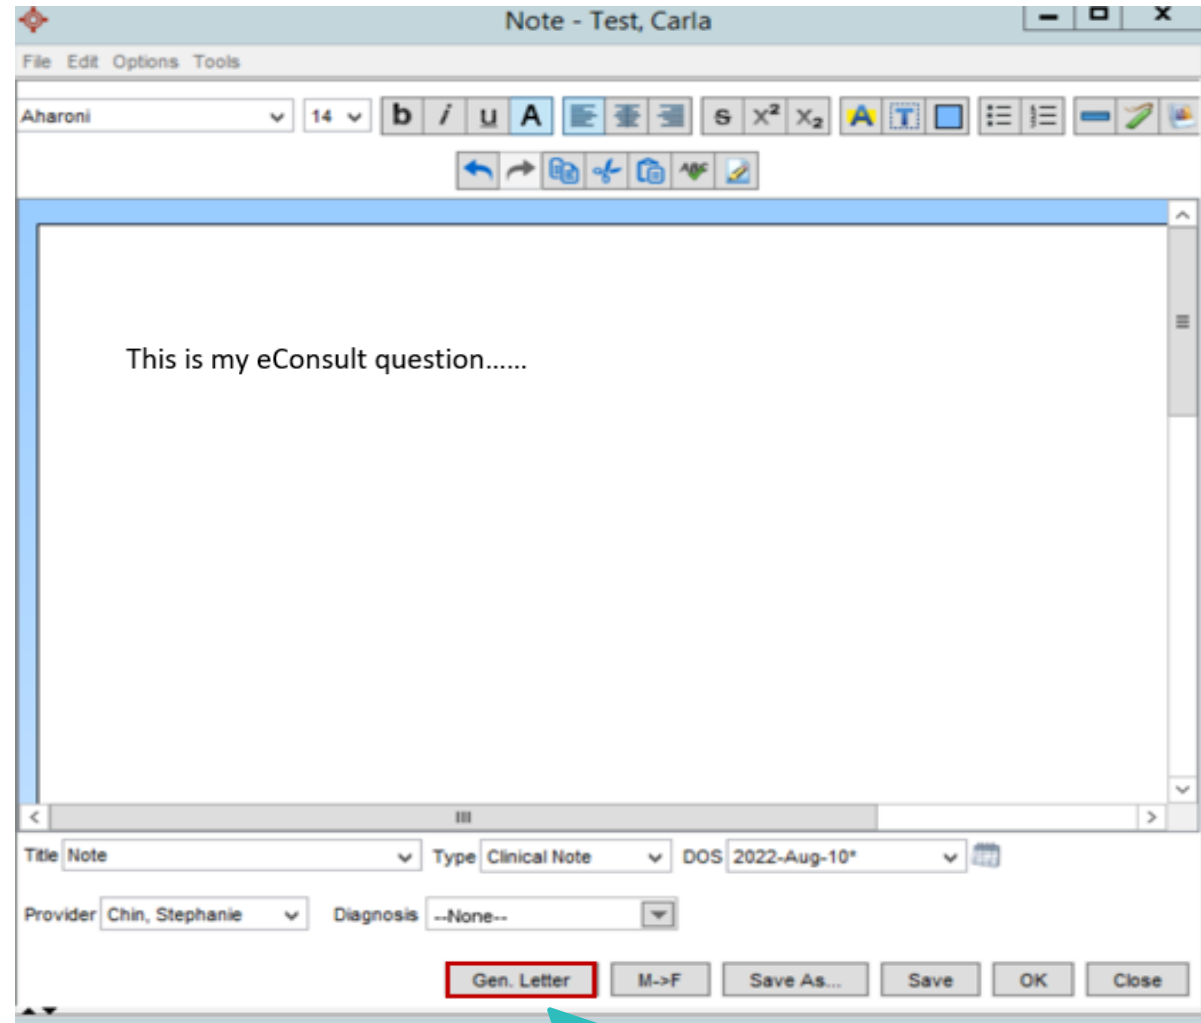 Note - Test, Carla
File Edit Options Tools
Aharoni 14 b i u A s X² X₂ A T
ABC
This is my eConsult question......
Title Note Type Clinical Note DOS 2022-Aug-10*
Provider Chin, Stephanie Diagnosis --None--
Gen. Letter M->F Save As... Save OK Close